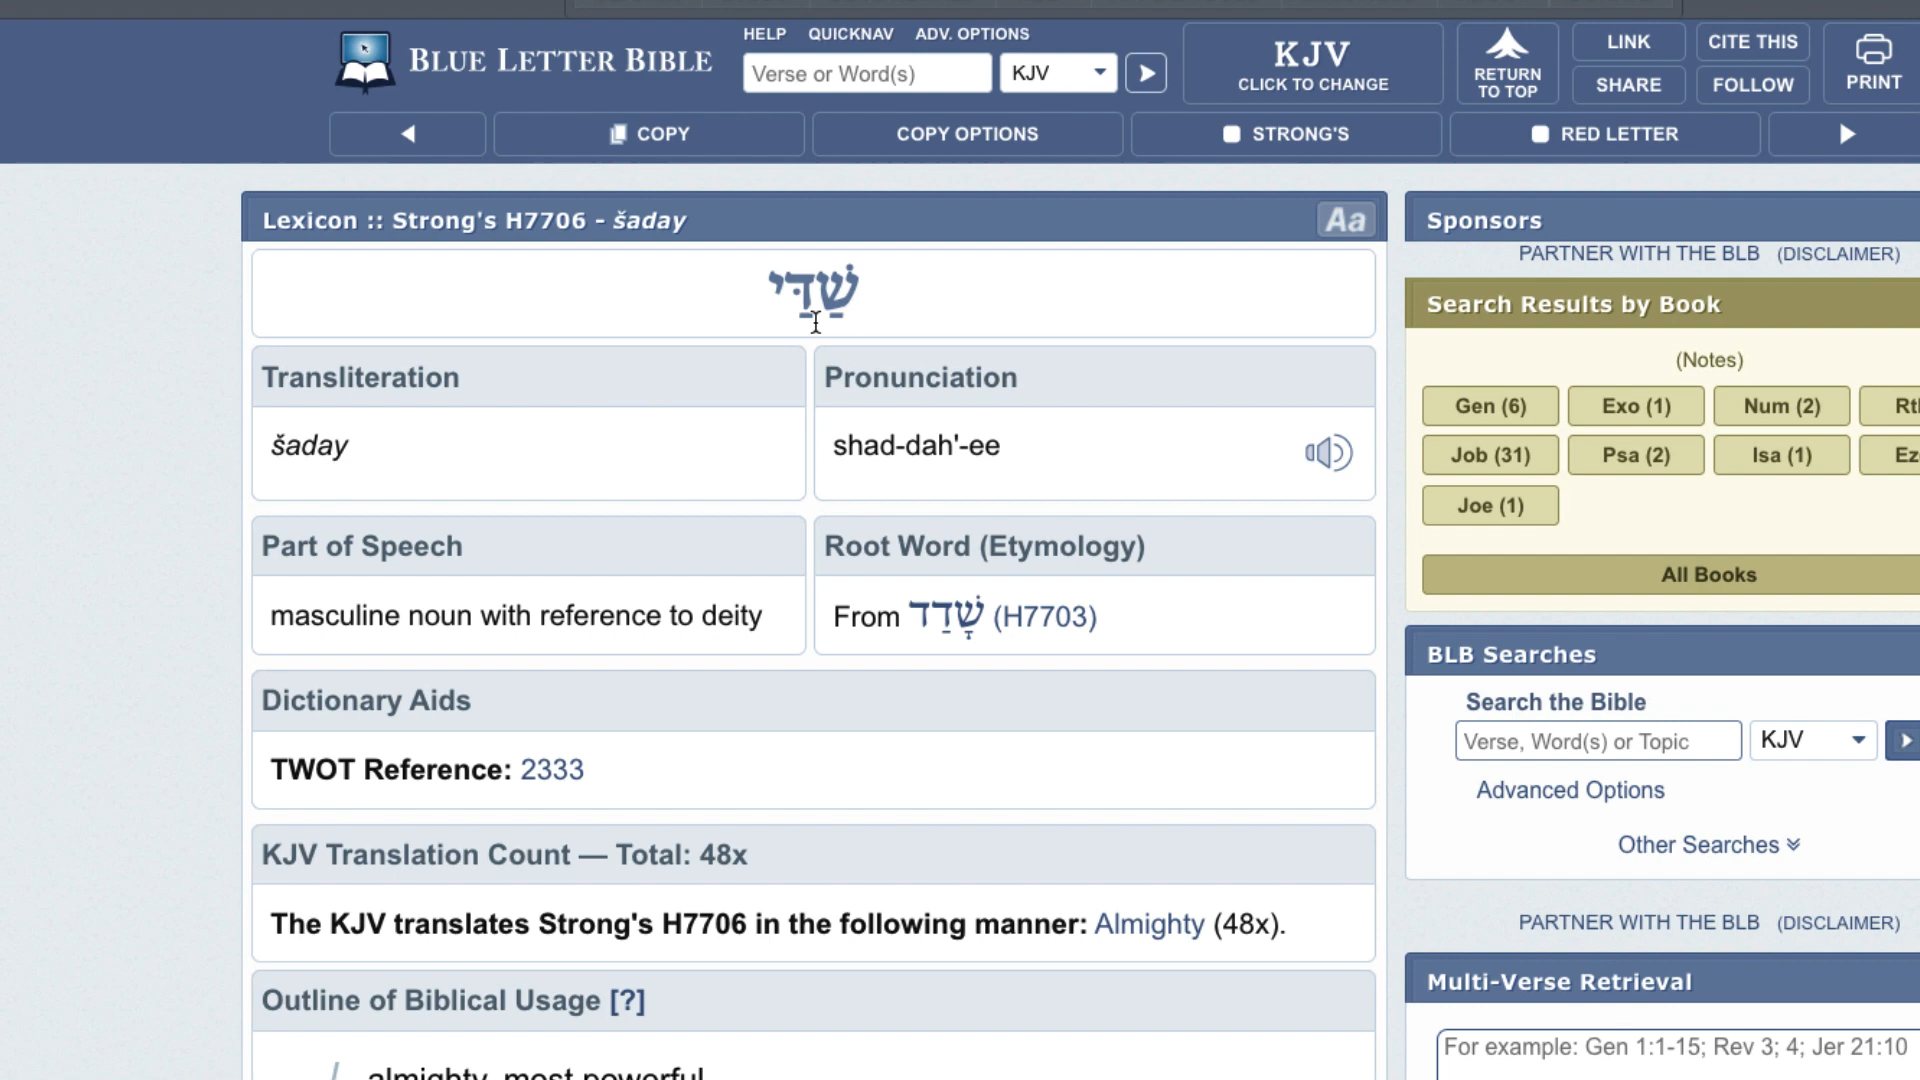 BLUE LETTER BIBLE
HELP QUICKNAV ADV. OPTIONS
Verse or Word(s) KJV
KJV
CLICK TO CHANGE
RETURN
TO TOP
LINK CITE THIS
SHARE FOLLOW
PRINT
COPY COPY OPTIONS STRONG'S RED LETTER
Lexicon :: Strong's H7706 - šaday Aa
שַׁדַּי
Transliteration
šaday
Pronunciation
shad-dah'-ee
Part of Speech
masculine noun with reference to deity
Root Word (Etymology)
From שָׁדַד (H7703)
Dictionary Aids
TWOT Reference: 2333
KJV Translation Count — Total: 48x
The KJV translates Strong's H7706 in the following manner: Almighty (48x).
Outline of Biblical Usage [?]
almighty, most powerful
Sponsors
PARTNER WITH THE BLB (DISCLAIMER)
Search Results by Book
(Notes)
Gen (6) Exo (1) Num (2)
Job (31) Psa (2) Isa (1)
Joe (1)
All Books
BLB Searches
Search the Bible
Verse, Word(s) or Topic KJV
Advanced Options
Other Searches
PARTNER WITH THE BLB (DISCLAIMER)
Multi-Verse Retrieval
For example: Gen 1:1-15; Rev 3; 4; Jer 21:10